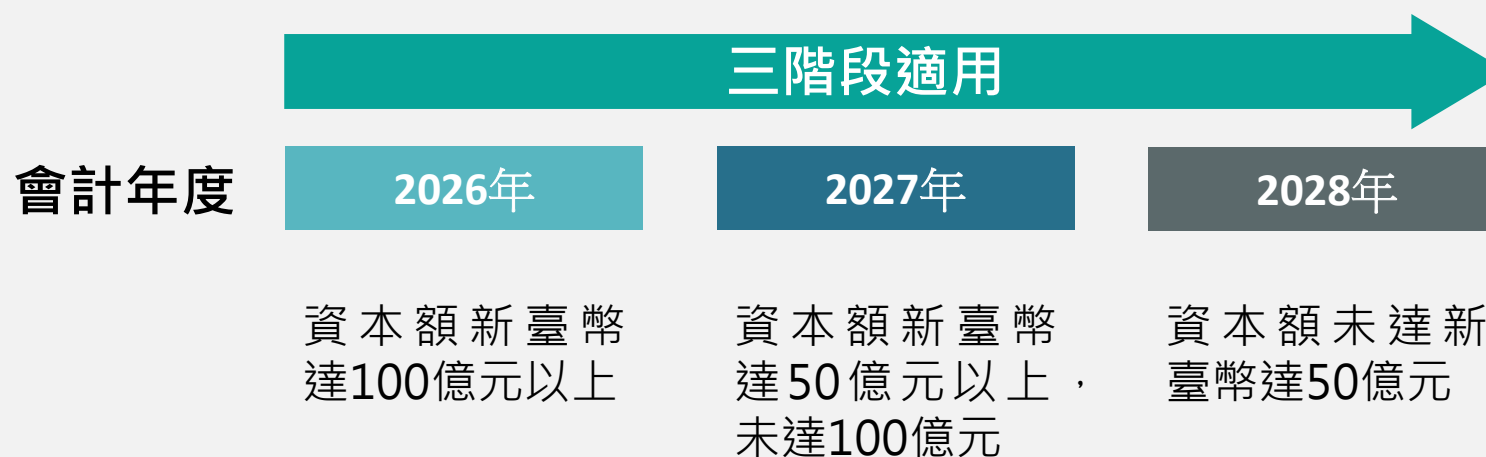 三階段適用
會計年度
2026年
2027年
2028年
資本額新臺幣
達100億元以上
資本額新臺幣
達50億元以上，
未達100億元
資本額未達新
臺幣達50億元